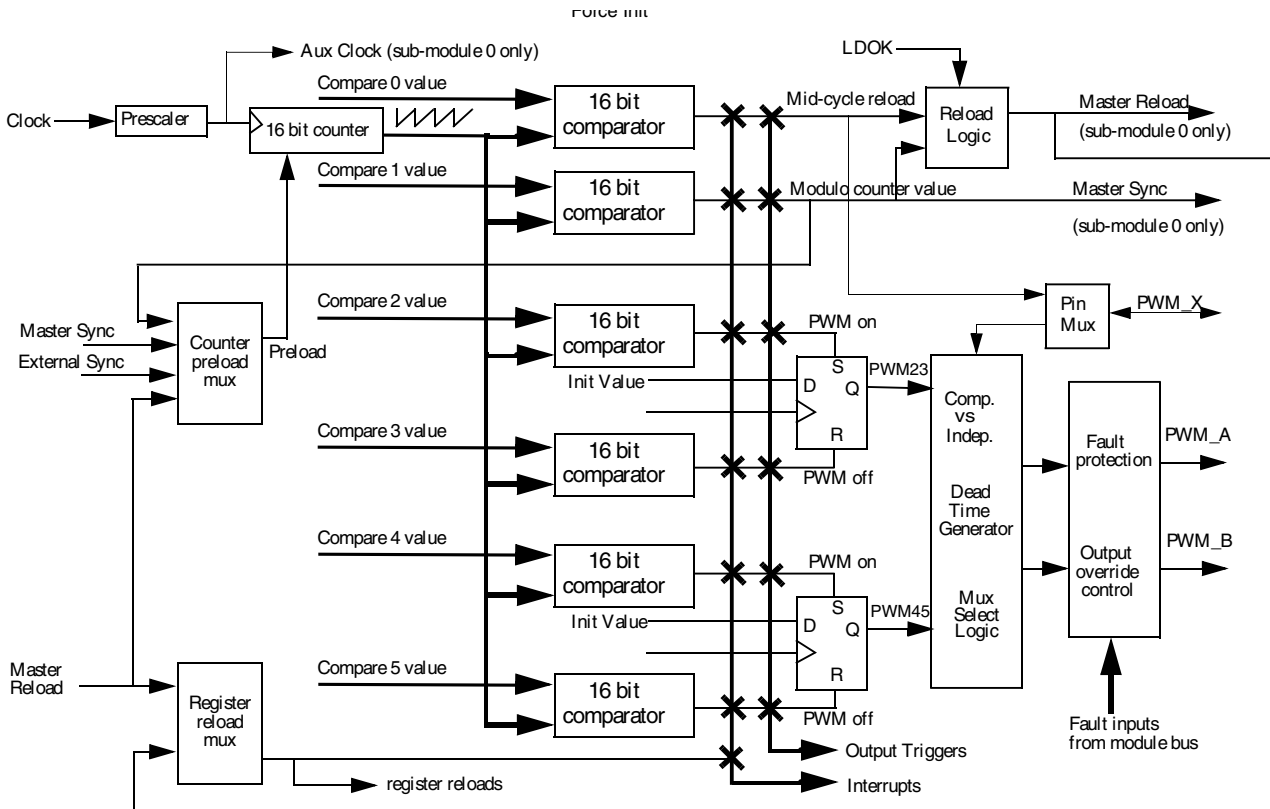 Force Init
Aux Clock (sub-module 0 only)
LDOK
Compare 0 value
Clock
Prescaler
16 bit counter
16 bit
comparator
Mid-cycle reload
Reload
Logic
Master Reload
(sub-module 0 only)
Compare 1 value
16 bit
comparator
Modulo counter value
Master Sync
(sub-module 0 only)
Compare 2 value
16 bit
comparator
PWM on
Pin
Mux
PWM_X
Master Sync
External Sync
Counter
preload
mux
Preload
Init Value
D
S
Q
R
PWM23
Compare 3 value
16 bit
comparator
PWM off
Comp.
vs
Indep.
Dead
Time
Generator
Mux
Select
Logic
Fault
protection
Output
override
control
PWM_A
PWM_B
Compare 4 value
16 bit
comparator
PWM on
Init Value
D
S
Q
R
PWM45
Compare 5 value
16 bit
comparator
PWM off
Master
Reload
Register
reload
mux
Fault inputs
from module bus
Output Triggers
register reloads
Interrupts